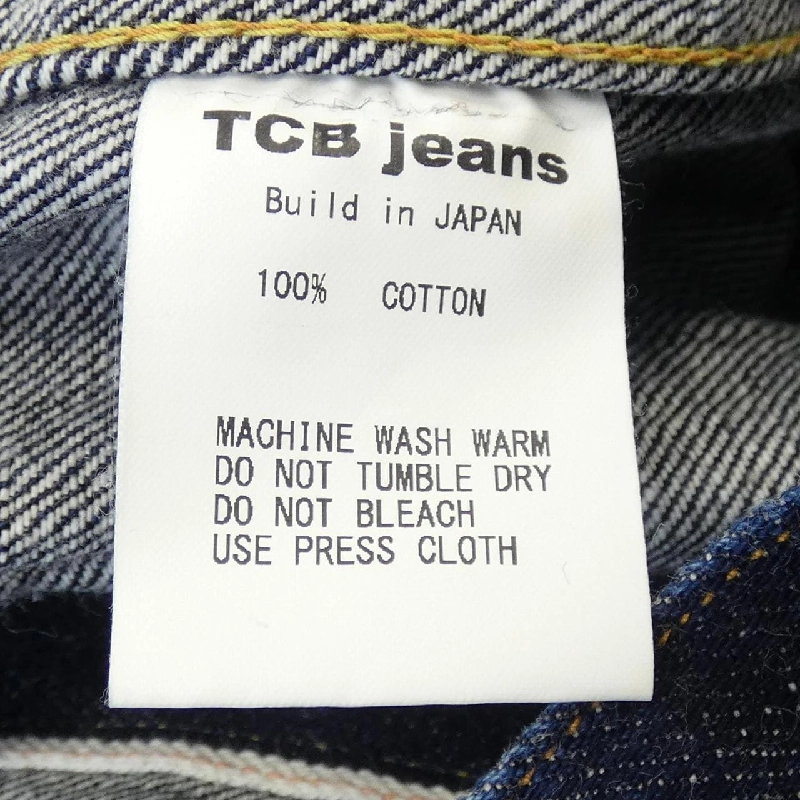 TCB jeans
Build in JAPAN
100% COTTON
MACHINE WASH WARM
DO NOT TUMBLE DRY
DO NOT BLEACH
USE PRESS CLOTH